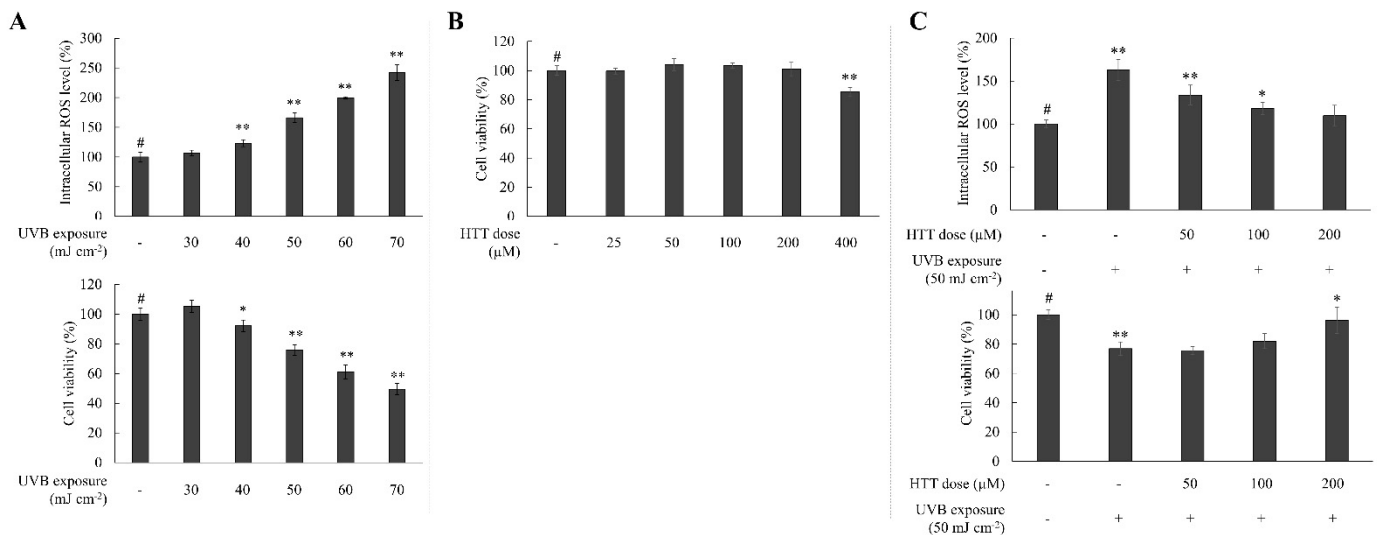 A
Intracellular ROS level (%)
300
250
200
150
100
50
0
#
**
**
**
**
UVB exposure
(mJ cm-2)
- 30 40 50 60 70
Cell viability (%)
120
100
80
60
40
20
0
#
*
**
**
**
UVB exposure
(mJ cm-2)
- 30 40 50 60 70
B
Cell viability (%)
120
100
80
60
40
20
0
#
**
HTT dose
(μM)
- 25 50 100 200 400
C
Intracellular ROS level (%)
200
150
100
50
0
#
**
**
*
HTT dose (μM) - - 50 100 200
UVB exposure
(50 mJ cm-2)
- + + + +
Cell viability (%)
120
100
80
60
40
20
0
#
**
*
HTT dose (μM) - - 50 100 200
UVB exposure
(50 mJ cm-2)
- + + + +